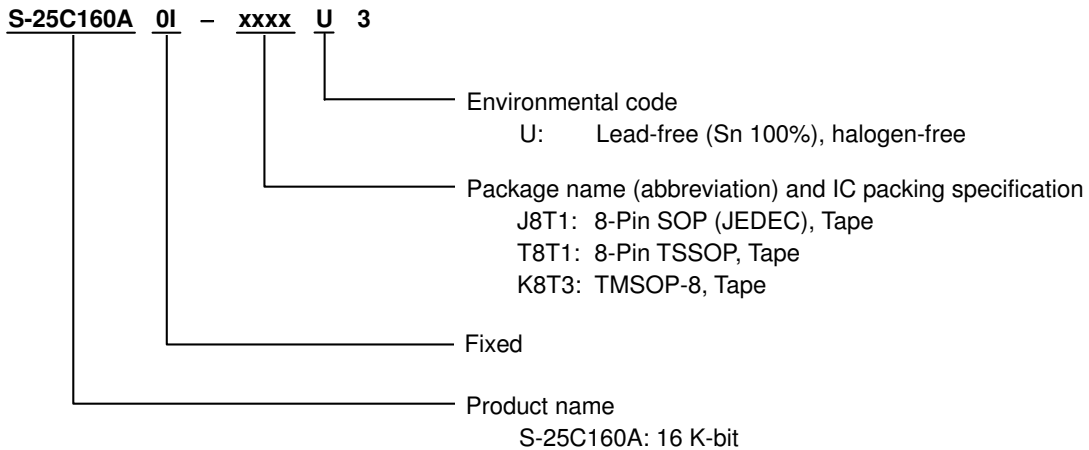 S-25C160A 0I – xxxx U 3
Environmental code
U: Lead-free (Sn 100%), halogen-free
Package name (abbreviation) and IC packing specification
J8T1: 8-Pin SOP (JEDEC), Tape
T8T1: 8-Pin TSSOP, Tape
K8T3: TMSOP-8, Tape
Fixed
Product name
S-25C160A: 16 K-bit